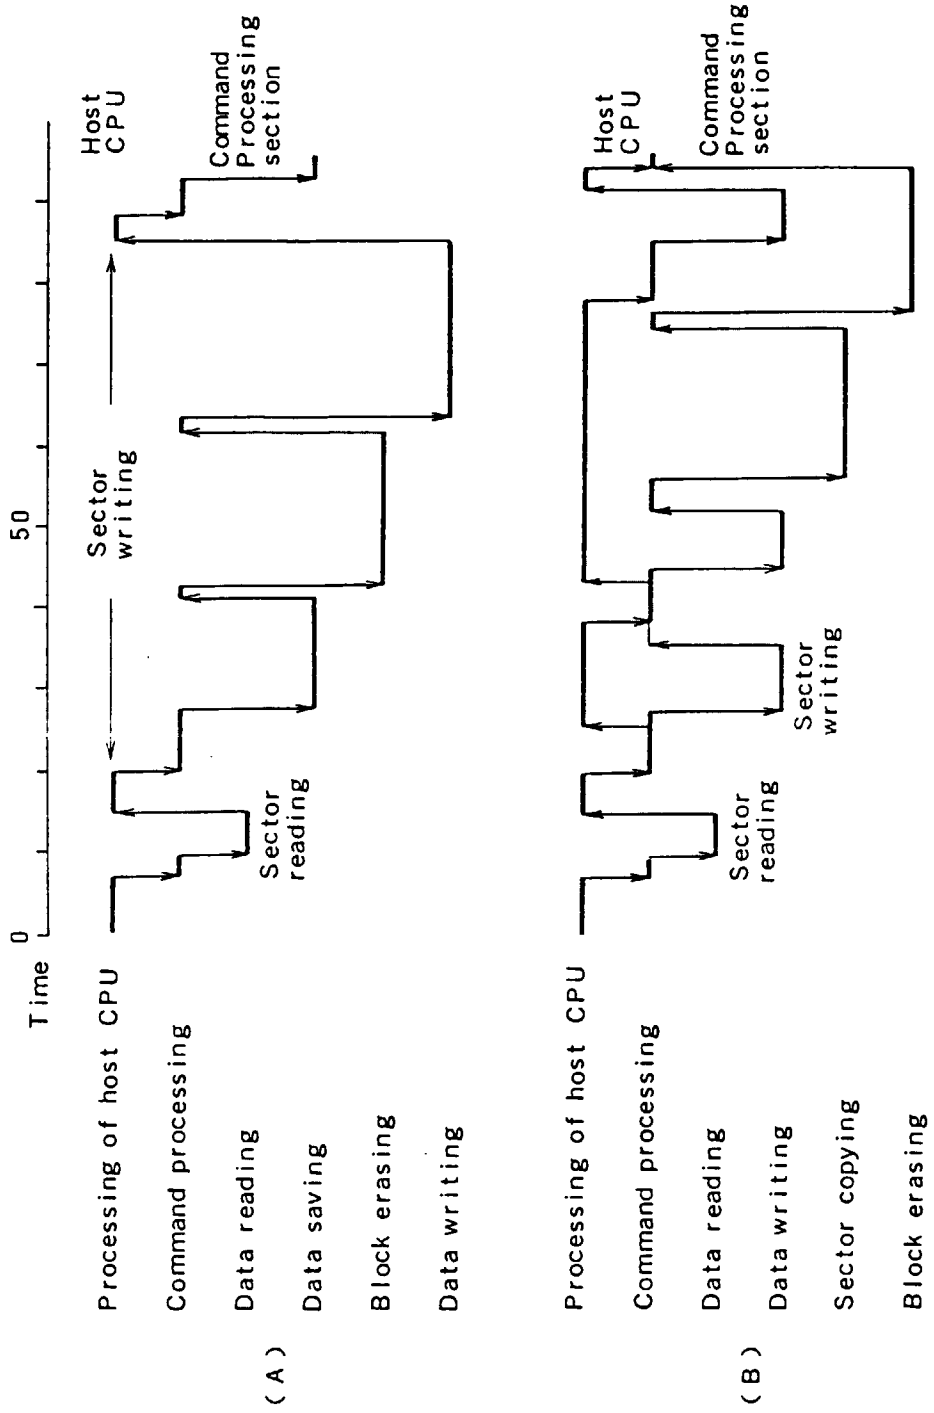 Time
0
50
(A)
Processing of host CPU
Command processing
Data reading
Data saving
Block erasing
Data writing
Sector
reading
Sector
writing
Host
CPU
Command
Processing
section
(B)
Processing of host CPU
Command processing
Data reading
Data writing
Sector copying
Block erasing
Sector
reading
Sector
writing
Host
CPU
Command
Processing
section